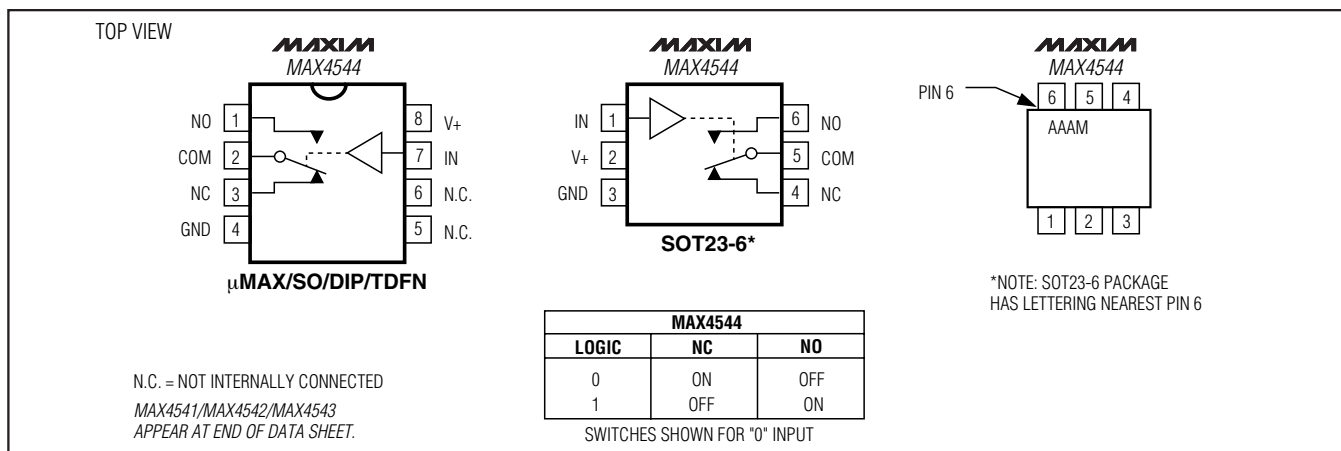 TOP VIEW
MAXIM
MAX4544
NO 1
COM 2
NC 3
GND 4
8 V+
7 IN
6 N.C.
5 N.C.
µMAX/SO/DIP/TDFN
MAXIM
MAX4544
IN 1
V+ 2
GND 3
6 NO
5 COM
4 NC
SOT23-6*
MAXIM
MAX4544
PIN 6
6 5 4
AAAM
1 2 3
*NOTE: SOT23-6 PACKAGE
HAS LETTERING NEAREST PIN 6
MAX4544
LOGIC NC NO
0 ON OFF
1 OFF ON
SWITCHES SHOWN FOR "0" INPUT
N.C. = NOT INTERNALLY CONNECTED
MAX4541/MAX4542/MAX4543
APPEAR AT END OF DATA SHEET.